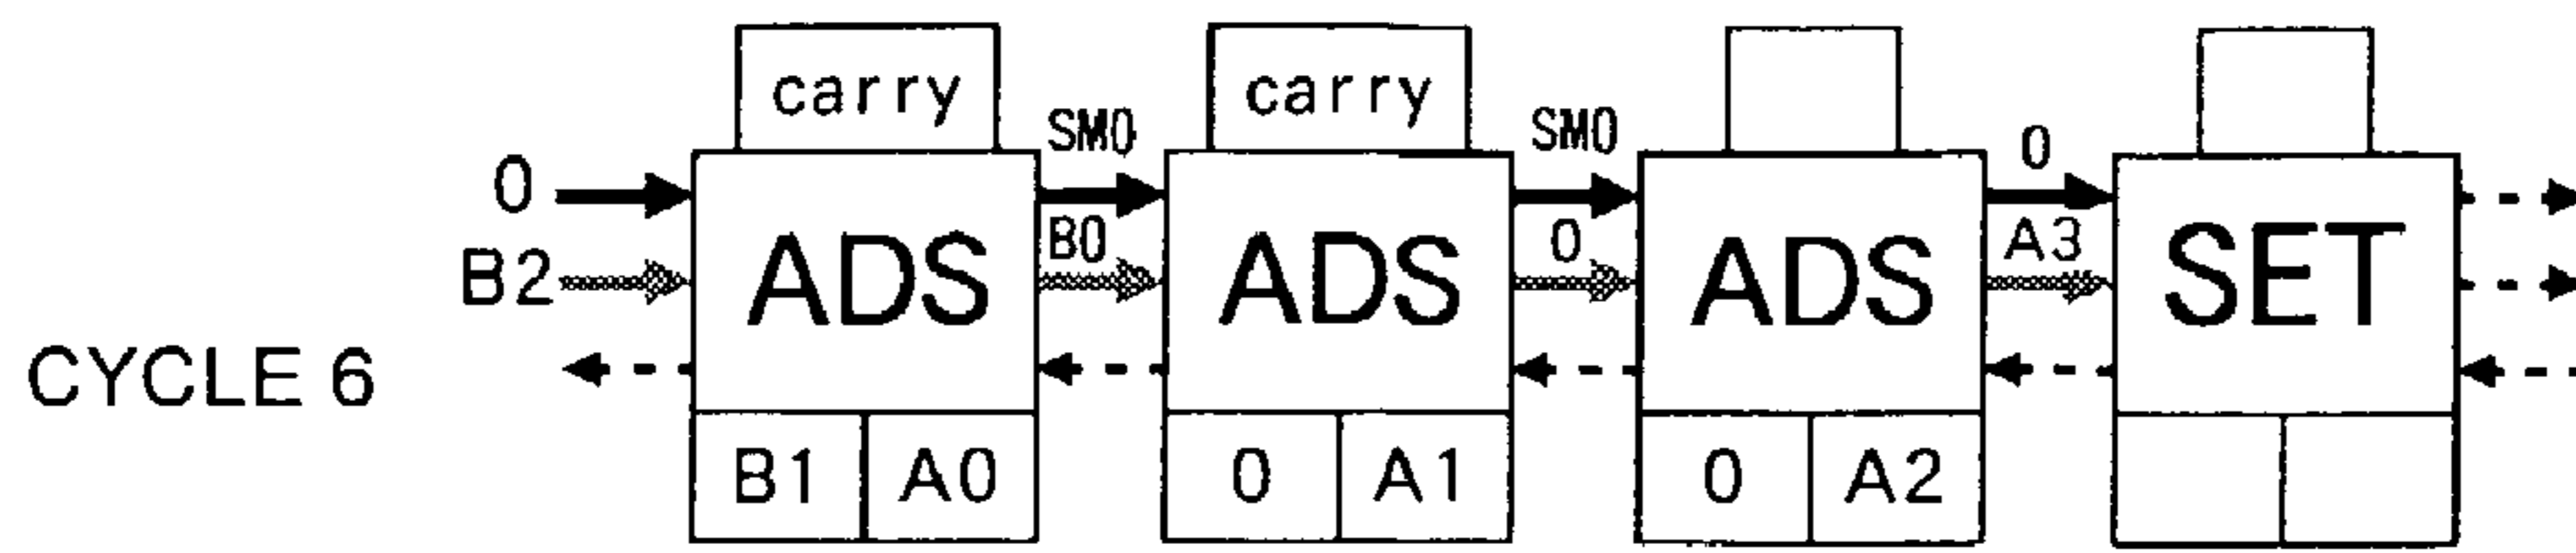 carry carry
SM0 SM0 0
0
ADS ADS ADS SET
B0 0 A3
B2
CYCLE 6
B1 A0 0 A1 0 A2